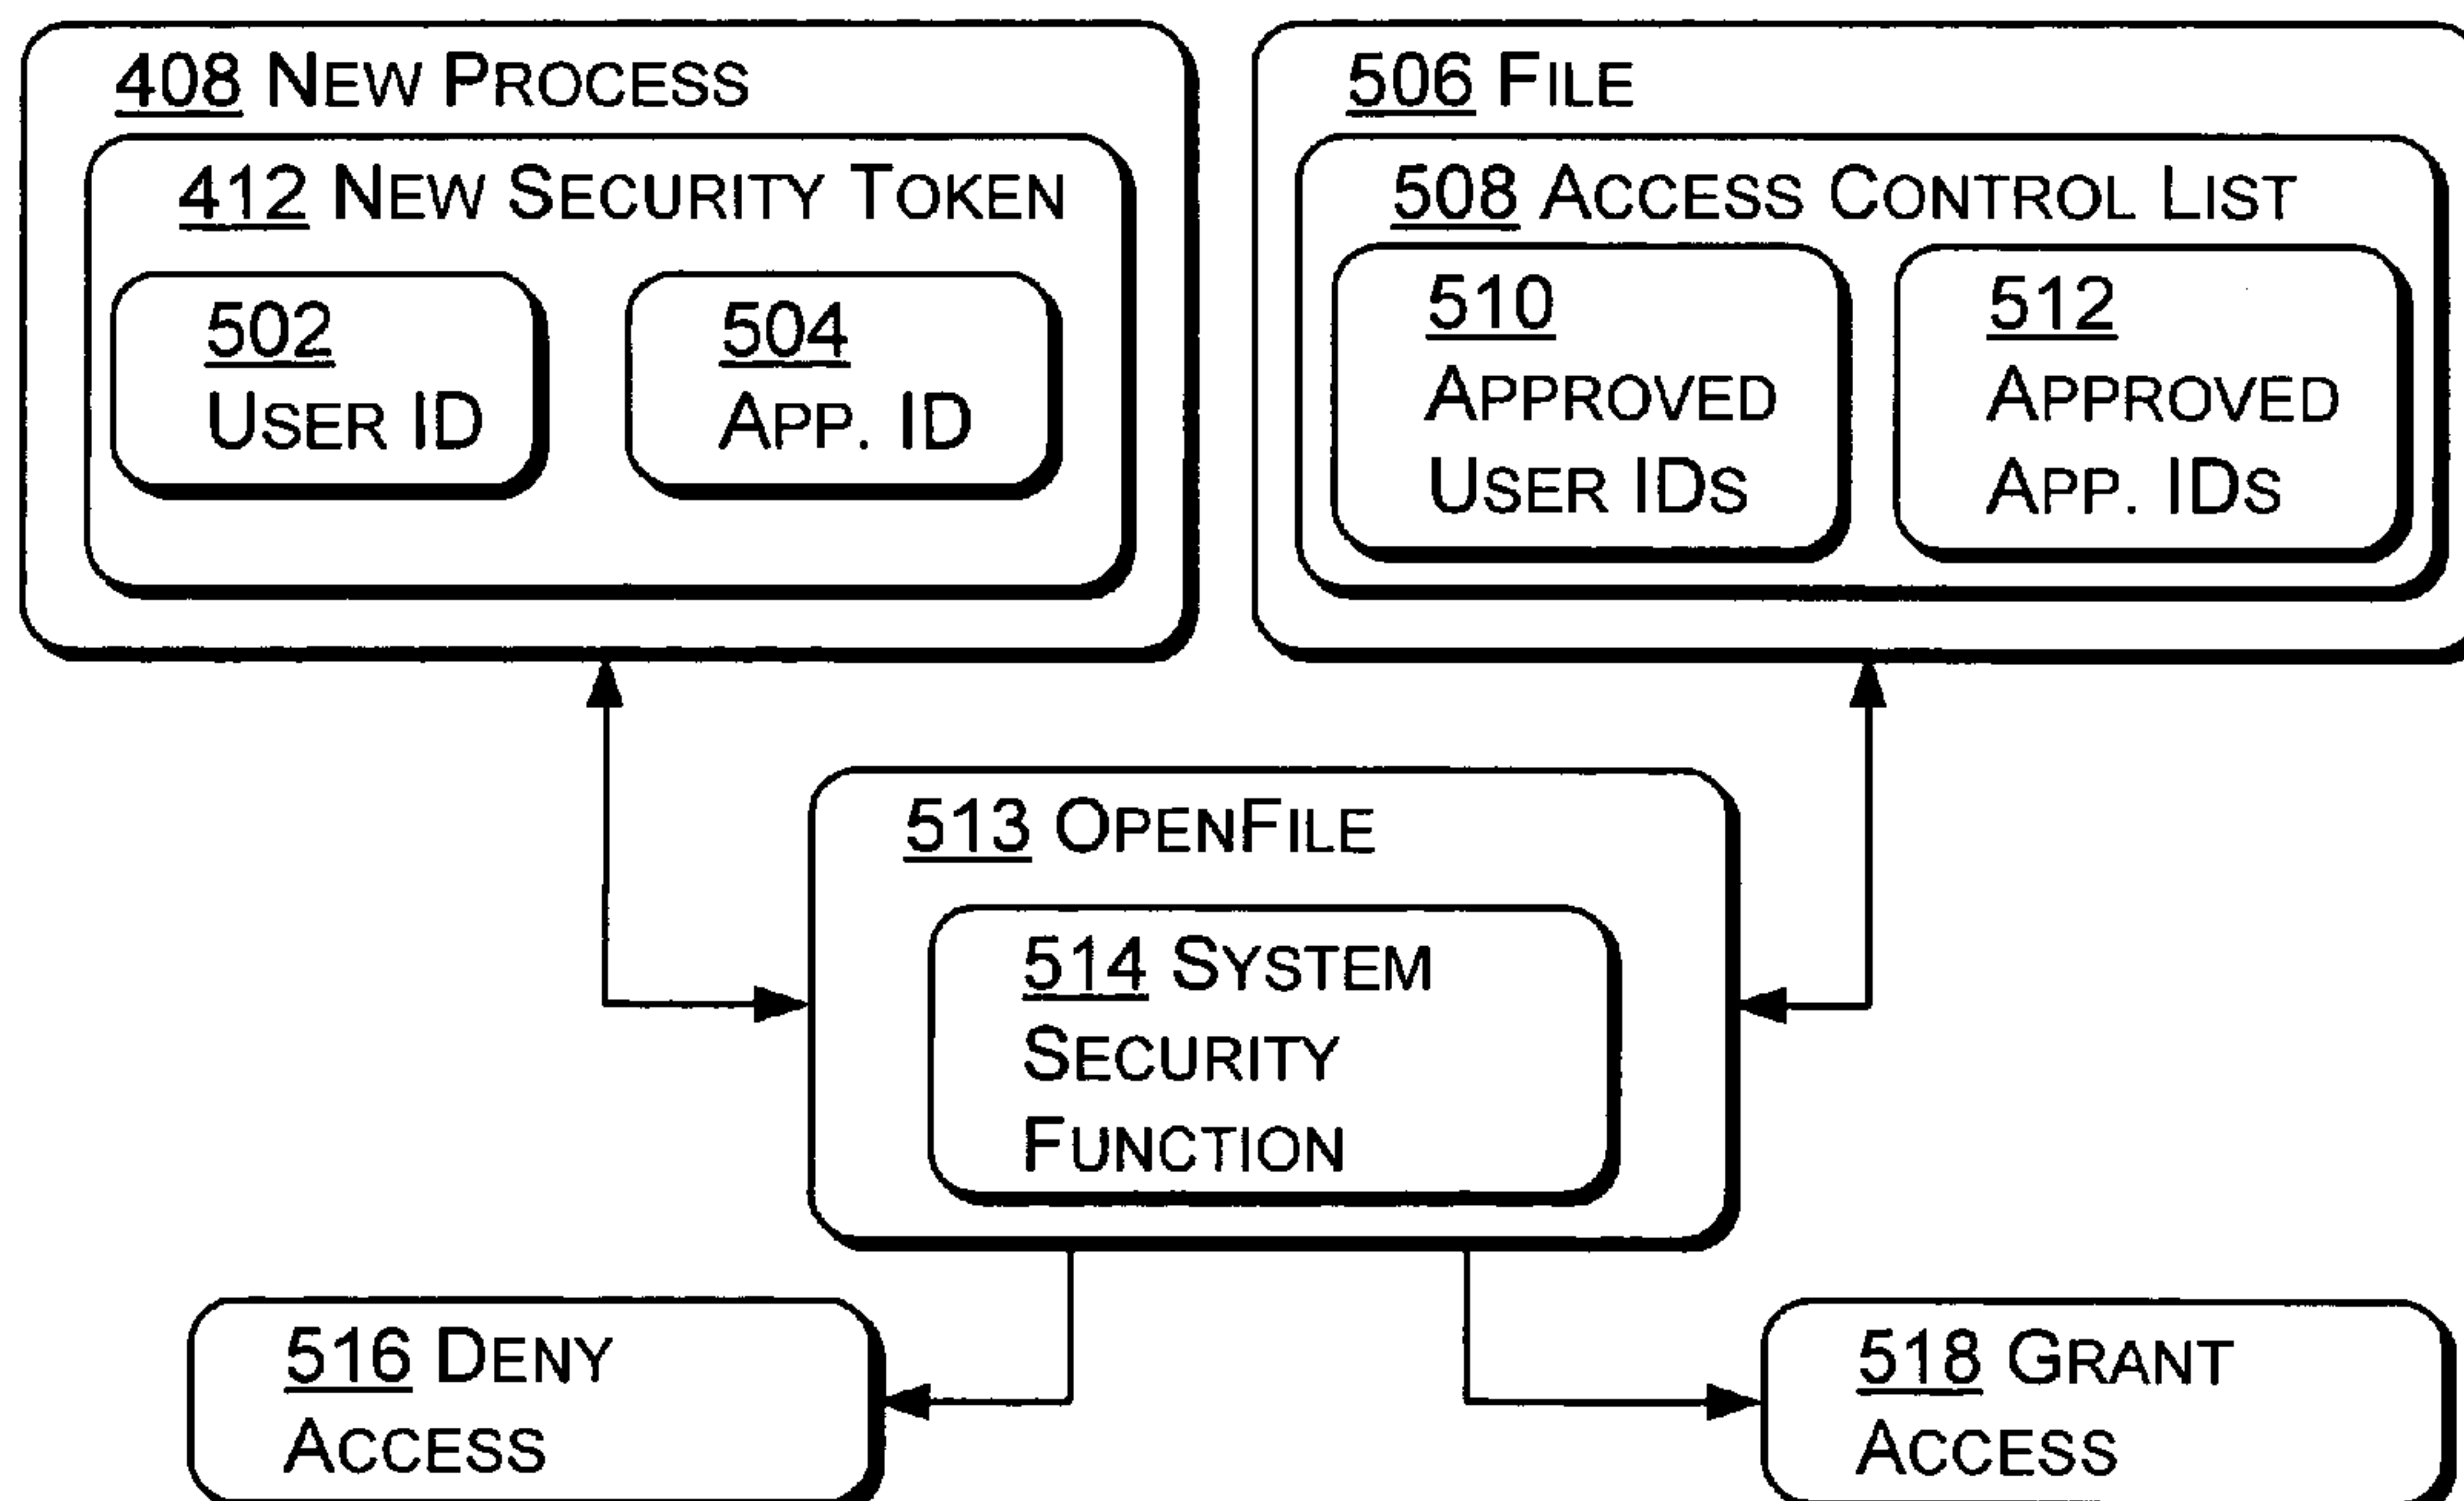 408 NEW PROCESS
412 NEW SECURITY TOKEN
502
USER ID
504
APP. ID
506 FILE
508 ACCESS CONTROL LIST
510
APPROVED
USER IDS
512
APPROVED
APP. IDS
513 OPENFILE
514 SYSTEM
SECURITY
FUNCTION
516 DENY
ACCESS
518 GRANT
ACCESS